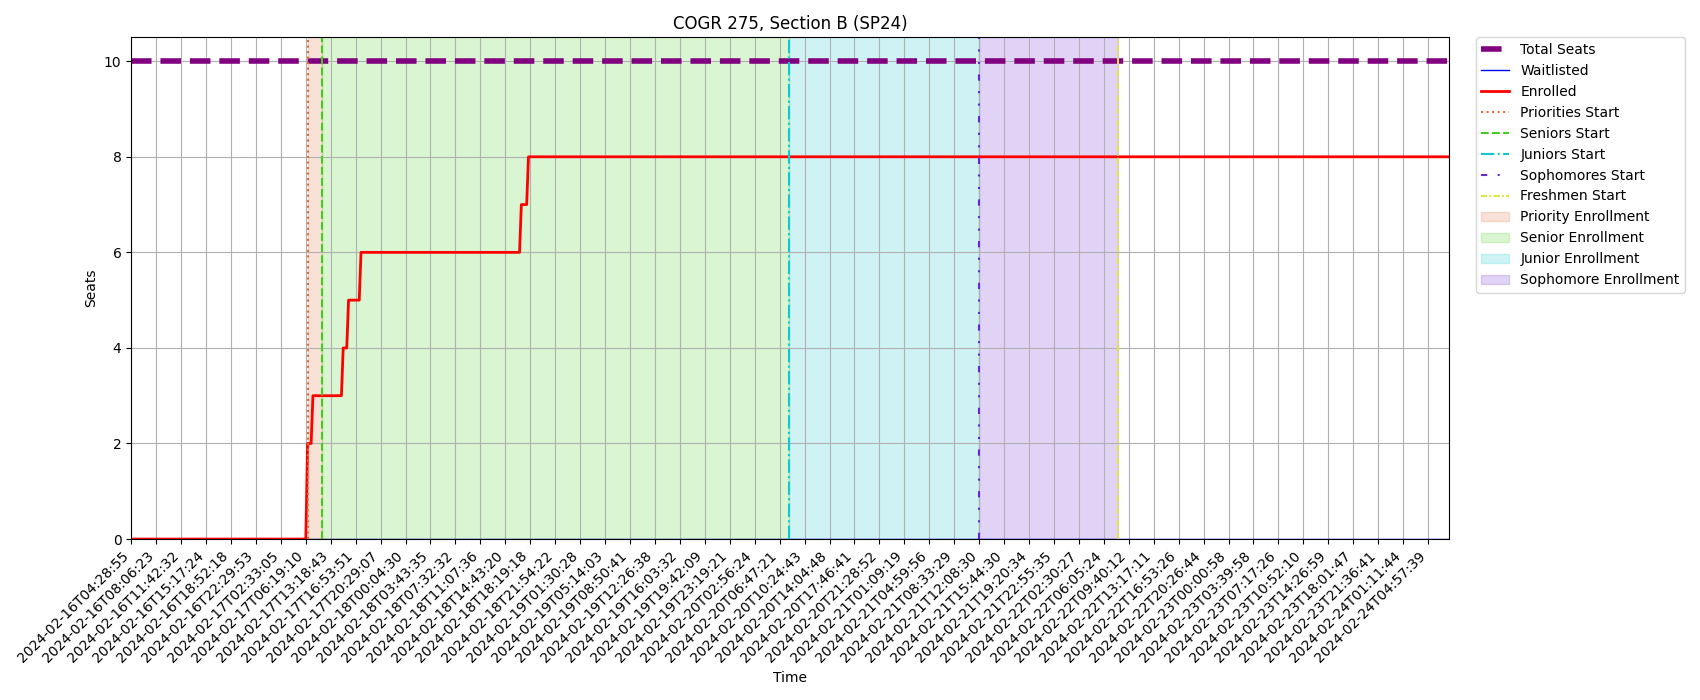 COGR 275, Section B (SP24)
Seats
10
8
6
4
2
0
2024-02-16T04:28:55
2024-02-16T08:06:23
2024-02-16T11:42:32
2024-02-16T15:17:24
2024-02-16T18:52:18
2024-02-16T22:29:53
2024-02-17T02:33:05
2024-02-17T06:19:10
2024-02-17T13:18:43
2024-02-17T16:53:51
2024-02-17T20:29:07
2024-02-18T00:04:30
2024-02-18T03:43:35
2024-02-18T07:32:32
2024-02-18T11:07:36
2024-02-18T14:43:20
2024-02-18T18:19:18
2024-02-18T21:54:22
2024-02-19T01:30:28
2024-02-19T05:14:03
2024-02-19T08:50:41
2024-02-19T12:26:38
2024-02-19T16:03:32
2024-02-19T19:42:09
2024-02-19T23:19:21
2024-02-20T02:56:24
2024-02-20T06:47:21
2024-02-20T10:24:43
2024-02-20T14:04:48
2024-02-20T17:46:41
2024-02-20T21:28:52
2024-02-21T01:09:19
2024-02-21T04:59:56
2024-02-21T08:33:29
2024-02-21T12:08:30
2024-02-21T15:44:30
2024-02-21T19:20:34
2024-02-21T22:55:35
2024-02-22T02:30:27
2024-02-22T06:05:24
2024-02-22T09:40:12
2024-02-22T13:17:11
2024-02-22T16:53:26
2024-02-22T20:26:44
2024-02-23T00:00:58
2024-02-23T03:39:58
2024-02-23T07:17:26
2024-02-23T10:52:10
2024-02-23T14:26:59
2024-02-23T18:01:47
2024-02-23T21:36:41
2024-02-24T01:11:44
2024-02-24T04:57:39
Time
Total Seats
Waitlisted
Enrolled
Priorities Start
Seniors Start
Juniors Start
Sophomores Start
Freshmen Start
Priority Enrollment
Senior Enrollment
Junior Enrollment
Sophomore Enrollment